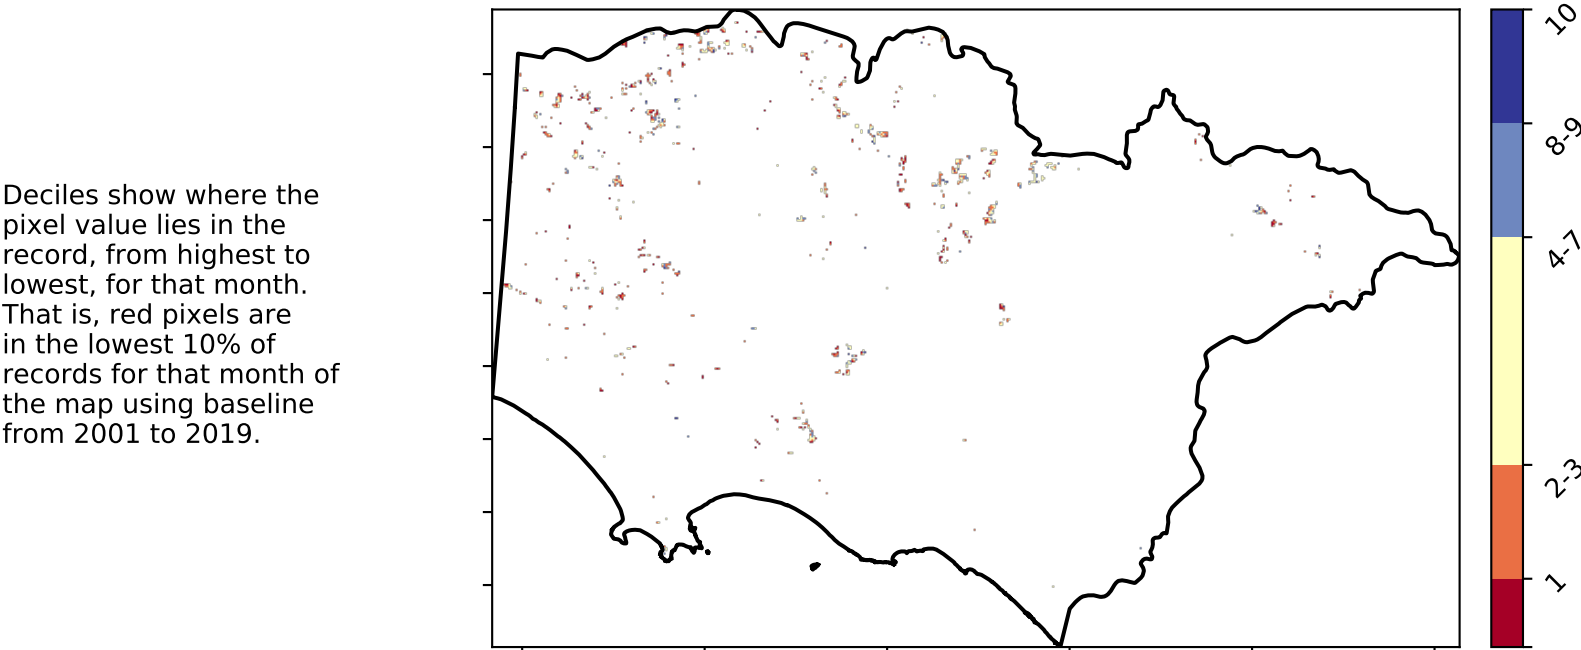 Deciles show where the
pixel value lies in the
record, from highest to
lowest, for that month.
That is, red pixels are
in the lowest 10% of
records for that month of
the map using baseline
from 2001 to 2019.
10
8-9
4-7
2-3
1